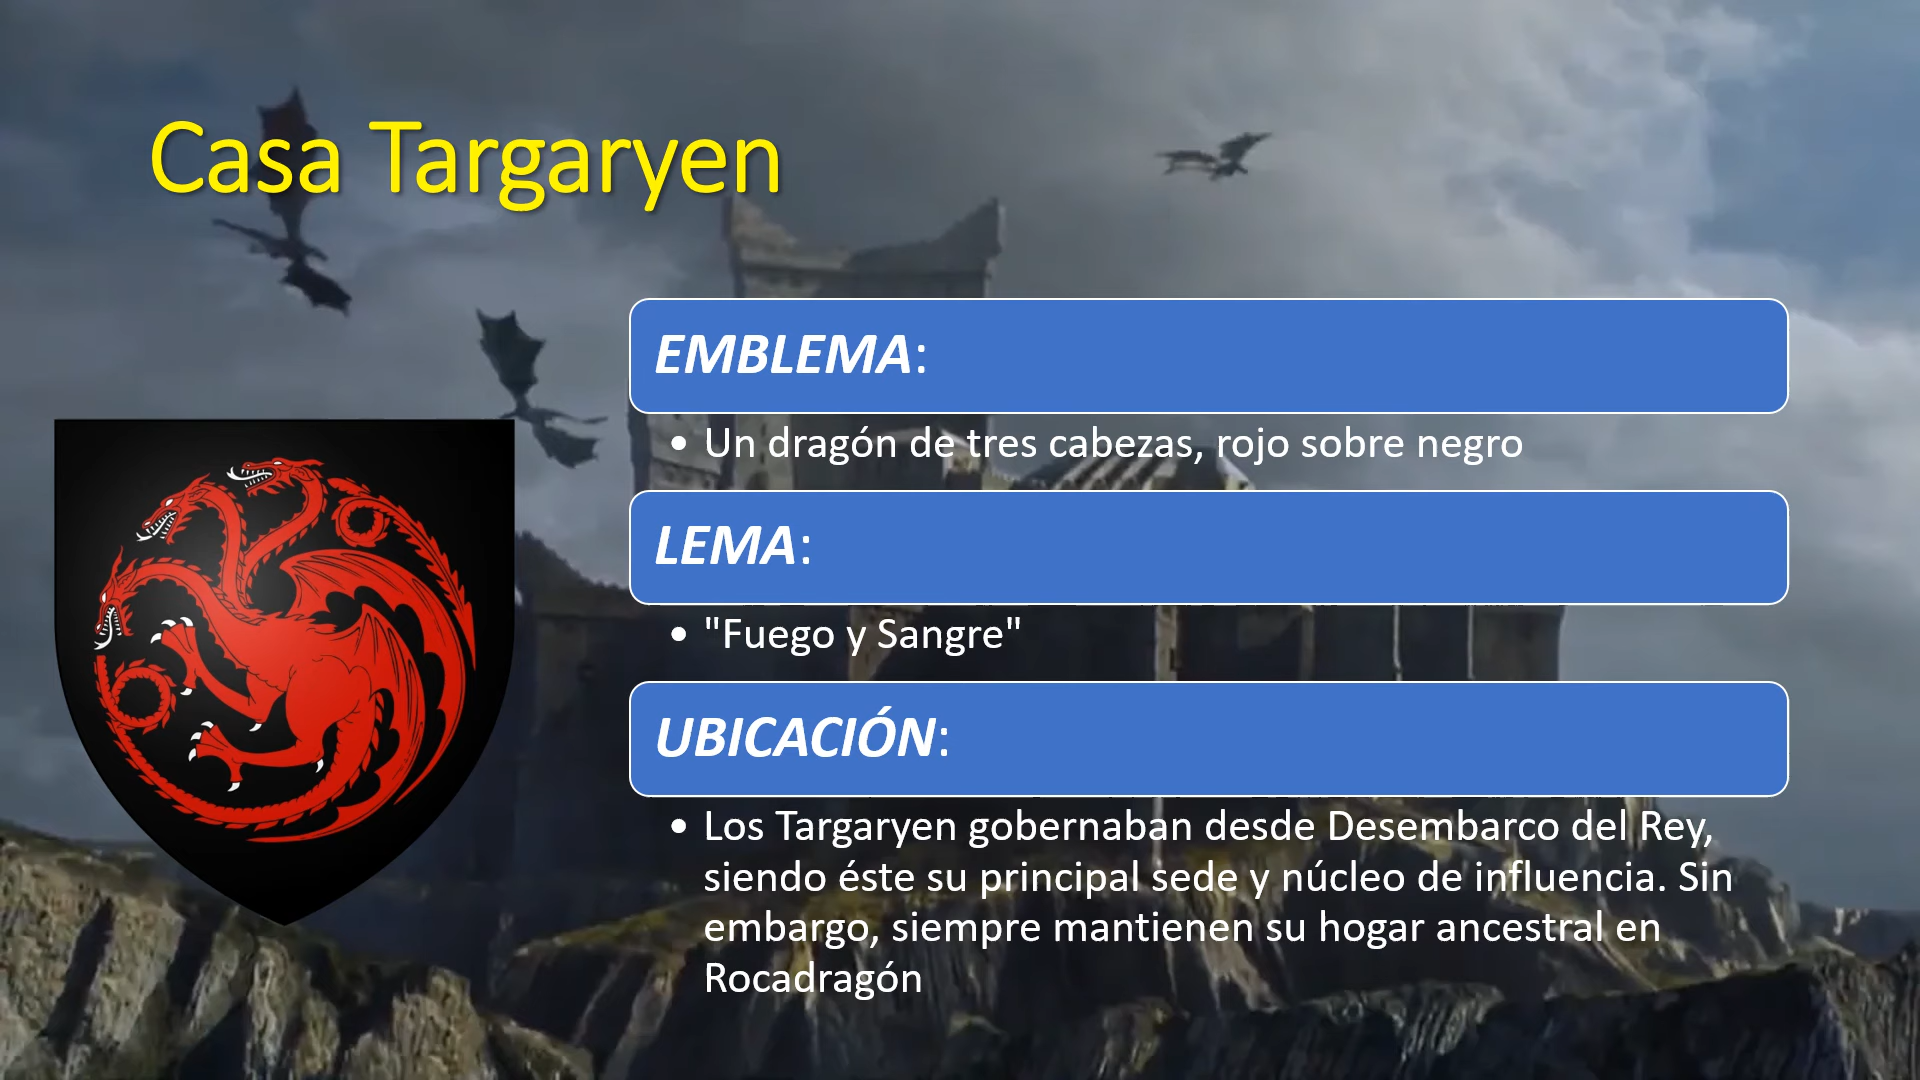 Casa Targaryen
EMBLEMA:
• Un dragón de tres cabezas, rojo sobre negro
LEMA:
• "Fuego y Sangre"
UBICACIÓN:
• Los Targaryen gobernaban desde Desembarco del Rey,
siendo éste su principal sede y núcleo de influencia. Sin
embargo, siempre mantienen su hogar ancestral en
Rocadragón